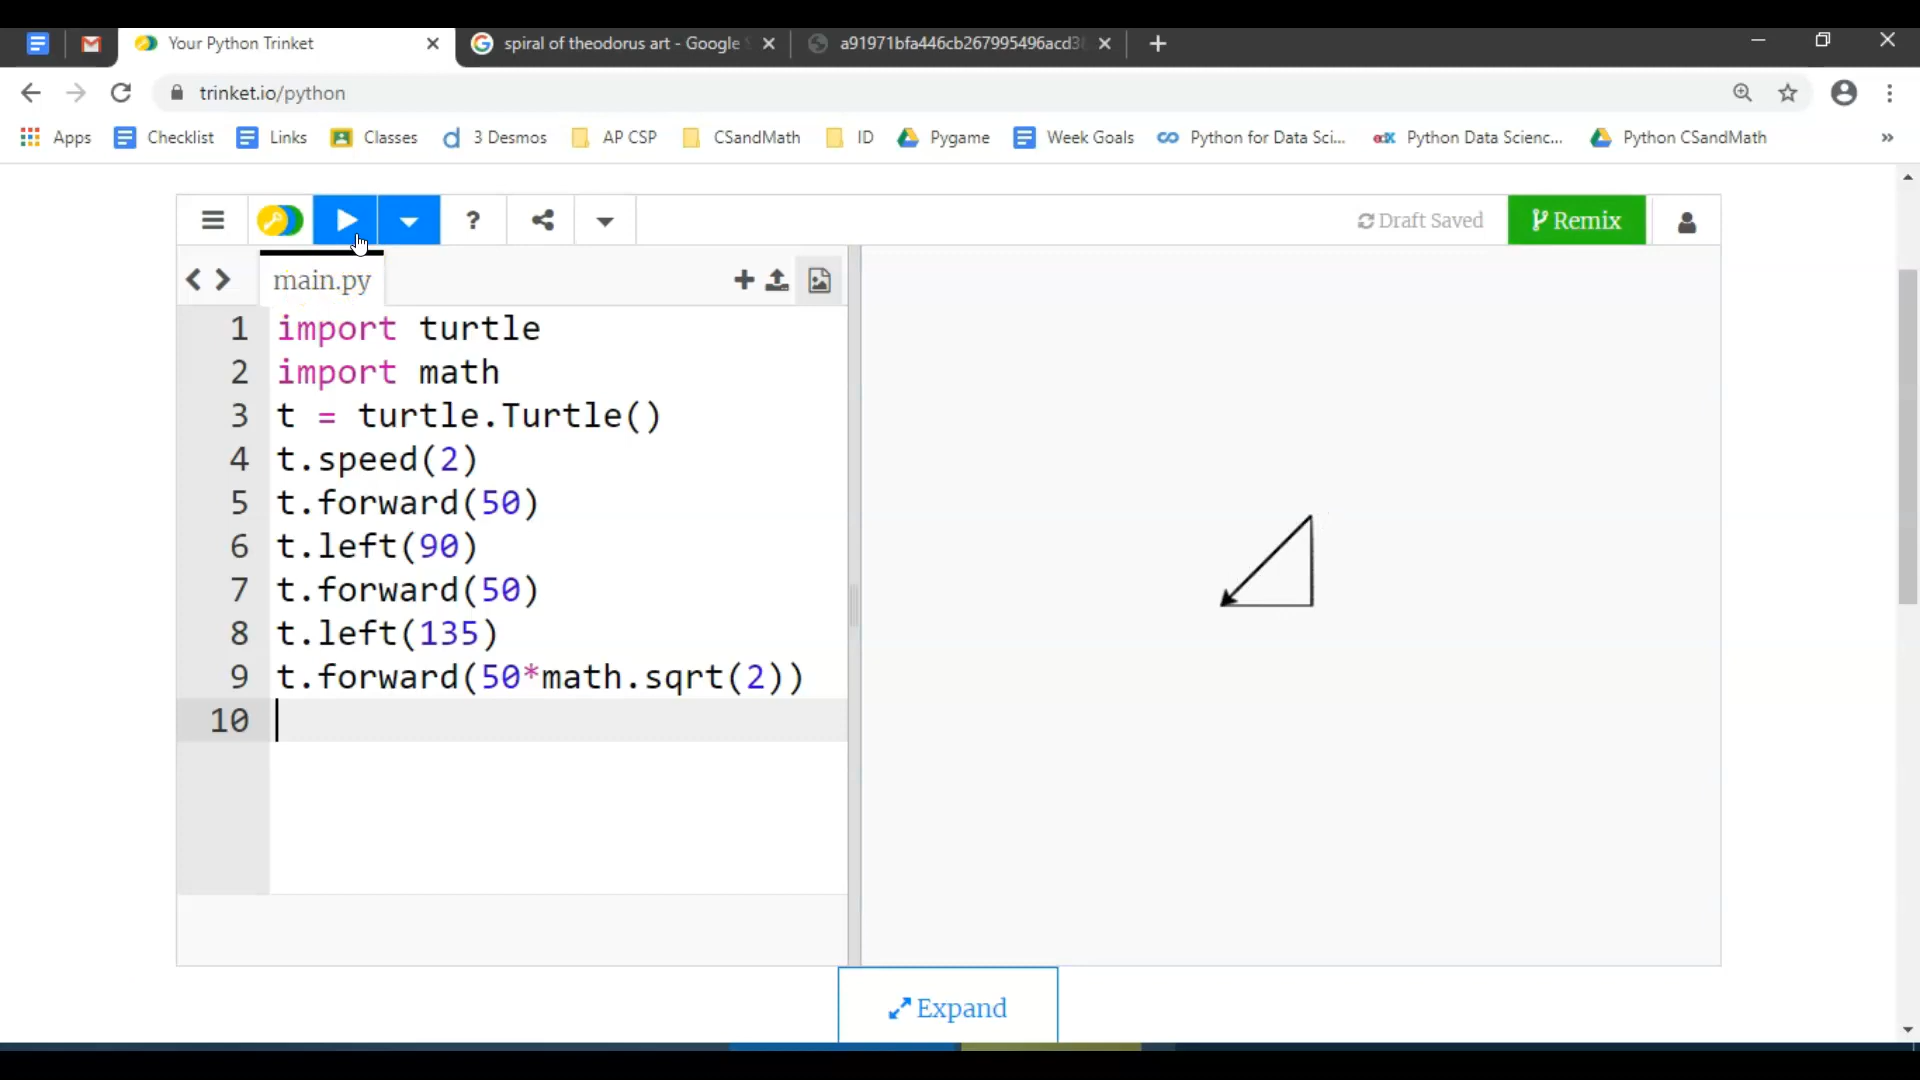 Your Python Trinket
spiral of theodorus art - Google
a91971bfa446cb267995496acd3
trinket.io/python
Apps Checklist Links Classes 3 Desmos AP CSP CSandMath ID Pygame Week Goals Python for Data Sci... edX Python Data Scienc... Python CSandMath »
? Draft Saved Remix
main.py
1 import turtle
2 import math
3 t = turtle.Turtle()
4 t.speed(2)
5 t.forward(50)
6 t.left(90)
7 t.forward(50)
8 t.left(135)
9 t.forward(50*math.sqrt(2))
10
Expand